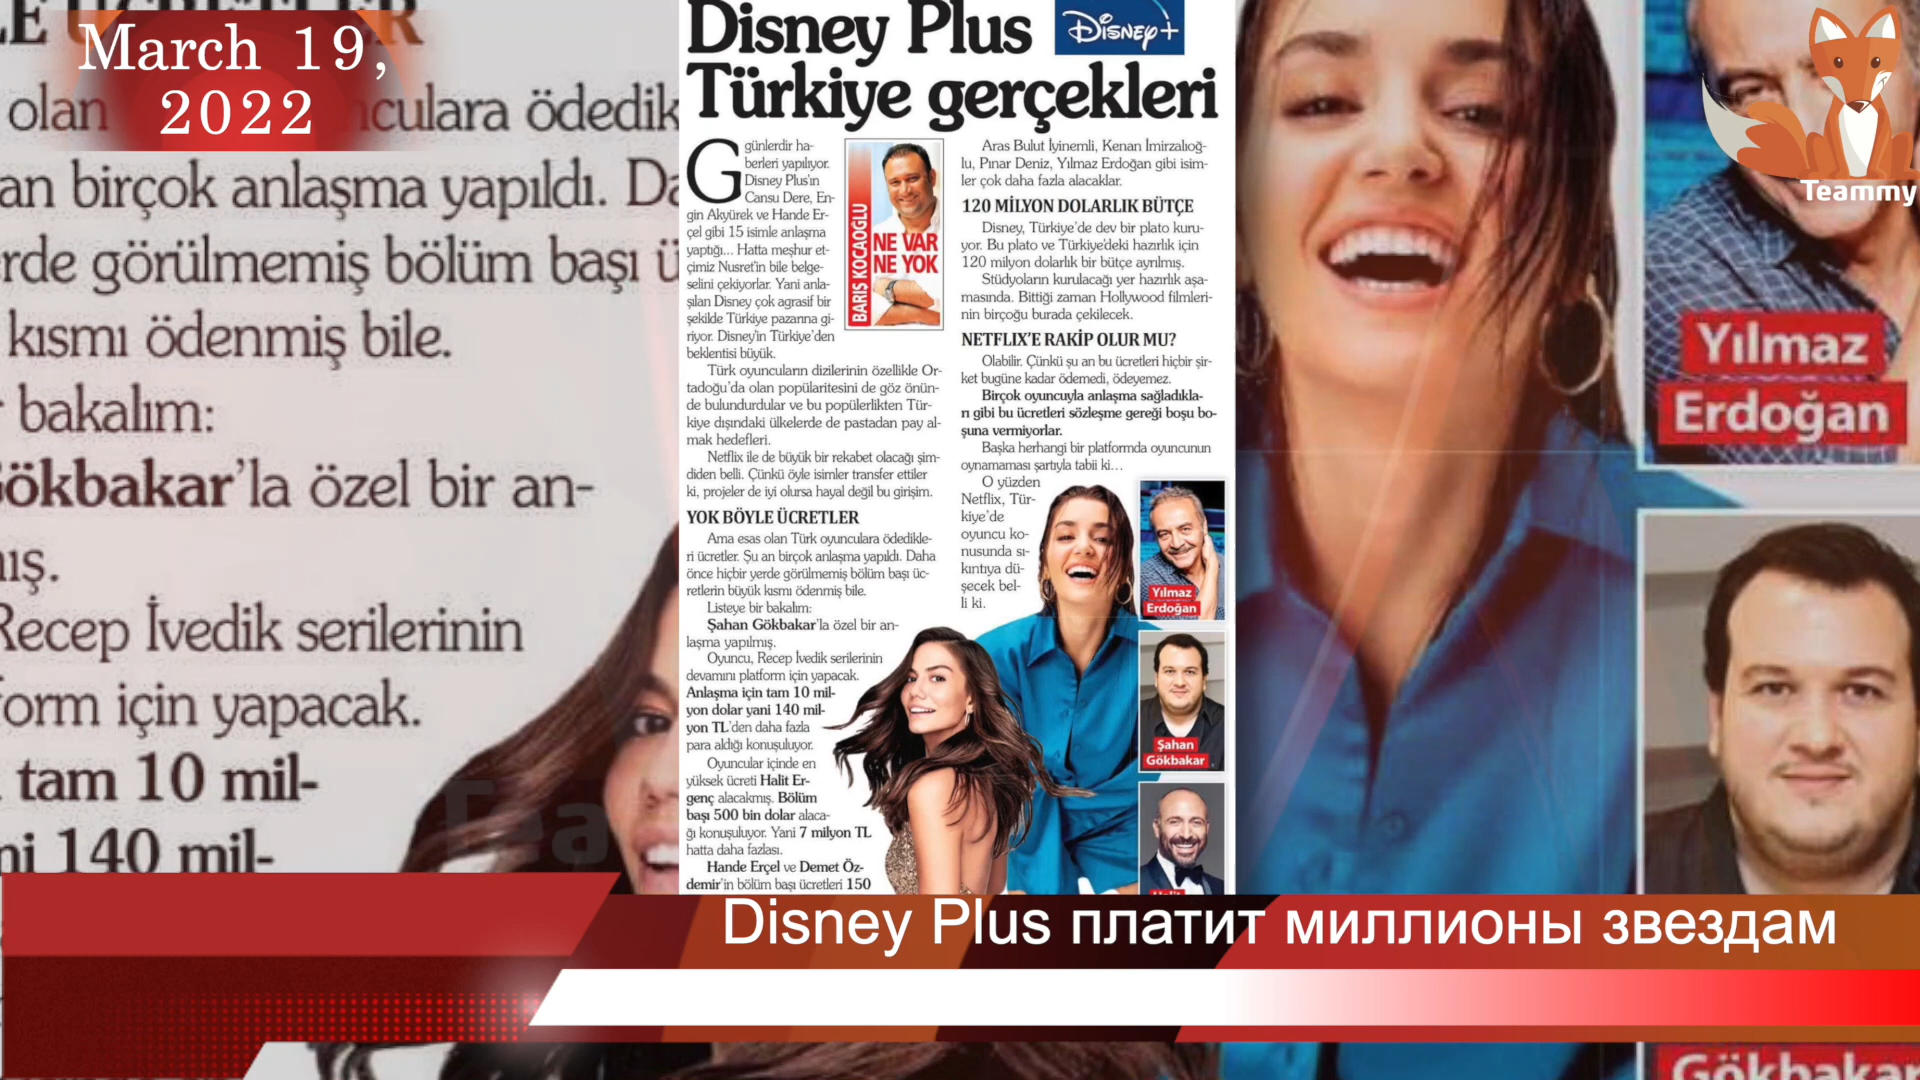 March 19,
2022
LE ÜCRETLER
olan
nculara ödedik
an birçok anlaşma yapıldı. Da
rde görülmemiş bölüm başı ü
kısmı ödenmiş bile.
bakalım:
Gökbakar'la özel bir an-
ış.
Recep İvedik serilerinin
form için yapacak.
tam 10 mil-
ni 140 mil-
Disney Plus
Disney+
Türkiye gerçekleri
Günlerdir ha-
berleri yapılıyor.
Disney Plus'ın
Cansu Dere, En-
gin Akyürek ve Hande Er-
çel gibi 15 isimle anlaşma
yaptığı... Hatta meşhur et-
çimiz Nusret'in bile belge-
selini çekiyorlar. Yani anla-
şılan Disney çok agrasif bir
şekilde Türkiye pazarına gi-
riyor. Disney'in Türkiye'den
beklentisi büyük.
Türk oyuncuların dizilerinin özellikle Or-
tadoğu'da olan popülaritesini de göz önün-
de bulundurdular ve bu popülerlikten Tür-
kiye dışındaki ülkelerde de pastadan pay al-
mak hedefleri.
Netflix ile de büyük bir rekabet olacağı şim-
diden belli. Çünkü öyle isimler transfer ettiler
ki, projeler de iyi olursa hayal değil bu girişim.
YOK BÖYLE ÜCRETLER
Ama esas olan Türk oyunculara ödedikle-
ri ücretler. Şu an birçok anlaşma yapıldı. Daha
önce hiçbir yerde görülmemiş bölüm başı üc-
retlerin büyük kısmı ödenmiş bile.
Listeye bir bakalım:
Şahan Gökbakar'la özel bir an-
laşma yapılmış.
Oyuncu, Recep İvedik serilerinin
devamını platform için yapacak.
Anlaşma için tam 10 mil-
yon dolar yani 140 mil-
yon TL'den daha fazla
para aldığı konuşuluyor.
Oyuncular içinde en
yüksek ücreti Halit Er-
genç alacakmış. Bölüm
başı 500 bin dolar alaca-
ğı konuşuluyor. Yani 7 milyon TL
hatta daha fazlası.
Hande Erçel ve Demet Öz-
demir'in bölüm başı ücretleri 150
BARIŞ KOCAOĞLU
NE VAR
NE YOK
Aras Bulut İyinemli, Kenan İmirzalıoğ-
lu, Pınar Deniz, Yılmaz Erdoğan gibi isim-
ler çok daha fazla alacaklar.
120 MİLYON DOLARLIK BÜTÇE
Disney, Türkiye'de dev bir plato kuru-
yor. Bu plato ve Türkiye'deki hazırlık için
120 milyon dolarlık bir bütçe ayrılmış.
Stüdyoların kurulacağı yer hazırlık aşa-
masında. Bittiği zaman Hollywood filmleri-
nin birçoğu burada çekilecek.
NETFLIX'E RAKİP OLUR MU?
Olabilir. Çünkü şu an bu ücretleri hiçbir şir-
ket bugüne kadar ödemedi, ödeyemez.
Birçok oyuncuyla anlaşma sağladıkla-
rı gibi bu ücretleri sözleşme gereği boşu bo-
şuna vermiyorlar.
Başka herhangi bir platformda oyuncunun
oynamaması şartıyla tabii ki...
O yüzden
Netflix, Tür-
kiye'de
oyuncu ko-
nusunda sı-
kıntıya dü-
şecek bel-
li ki.
Yılmaz
Erdoğan
Şahan
Gökbakar
Halit
Teammy
Yılmaz
Erdoğan
Disney Plus платит миллионы звездам
Gökbakar